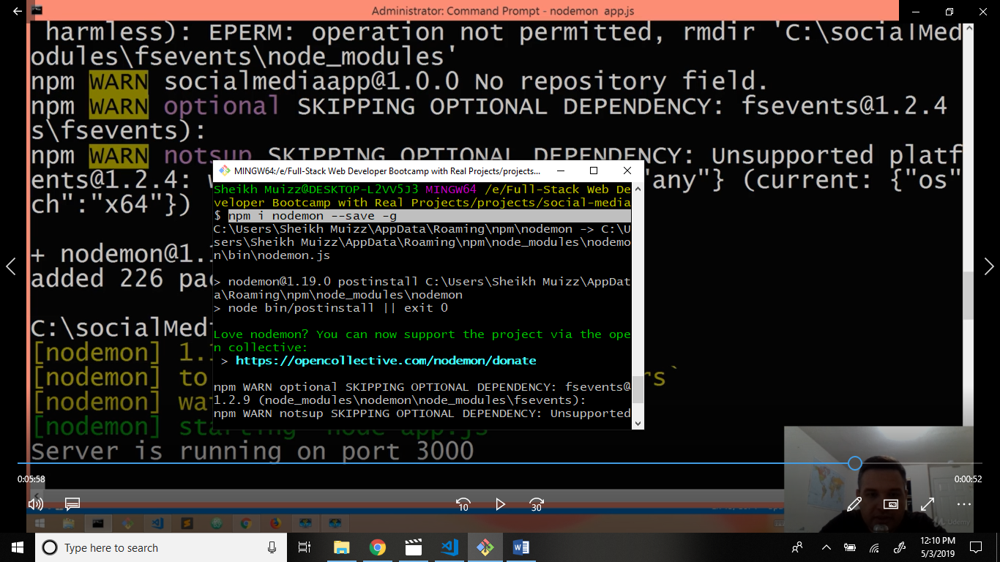 Administrator: Command Prompt - nodemon app.js
harmless): EPERM: operation not permitted, rmdir 'C:\socialMed
odules\fsevents\node_modules'
npm WARN socialmediaapp@1.0.0 No repository field.
npm WARN optional SKIPPING OPTIONAL DEPENDENCY: fsevents@1.2.4
s\fsevents):
npm WARN notsup SKIPPING OPTIONAL DEPENDENCY: Unsupported platf
ents@1.2.4: w "any"} (current: {"os"
ch":"x64"})
+ nodemon@1.1
added 226 pac
C:\socialMedi
[nodemon] 1.1
[nodemon] to rs`
[nodemon] wat
[nodemon] starting `node app.js`
Server is running on port 3000
MINGW64:/e/Full-Stack Web Developer Bootcamp with Real Projects/projects...
Sheikh Muizz@DESKTOP-L2VV5J3 MINGW64 /e/Full-Stack Web De
veloper Bootcamp with Real Projects/projects/social-media
$ npm i nodemon --save -g
C:\Users\Sheikh Muizz\AppData\Roaming\npm\nodemon -> C:\U
sers\Sheikh Muizz\AppData\Roaming\npm\node_modules\nodemo
n\bin\nodemon.js
> nodemon@1.19.0 postinstall C:\Users\Sheikh Muizz\AppDat
a\Roaming\npm\node_modules\nodemon
> node bin/postinstall || exit 0
Love nodemon? You can now support the project via the ope
n collective:
> https://opencollective.com/nodemon/donate
npm WARN optional SKIPPING OPTIONAL DEPENDENCY: fsevents@
1.2.9 (node_modules\nodemon\node_modules\fsevents):
npm WARN notsup SKIPPING OPTIONAL DEPENDENCY: Unsupported
0:05:58
0:00:52
10
30
Udemy
Type here to search
12:10 PM
5/3/2019